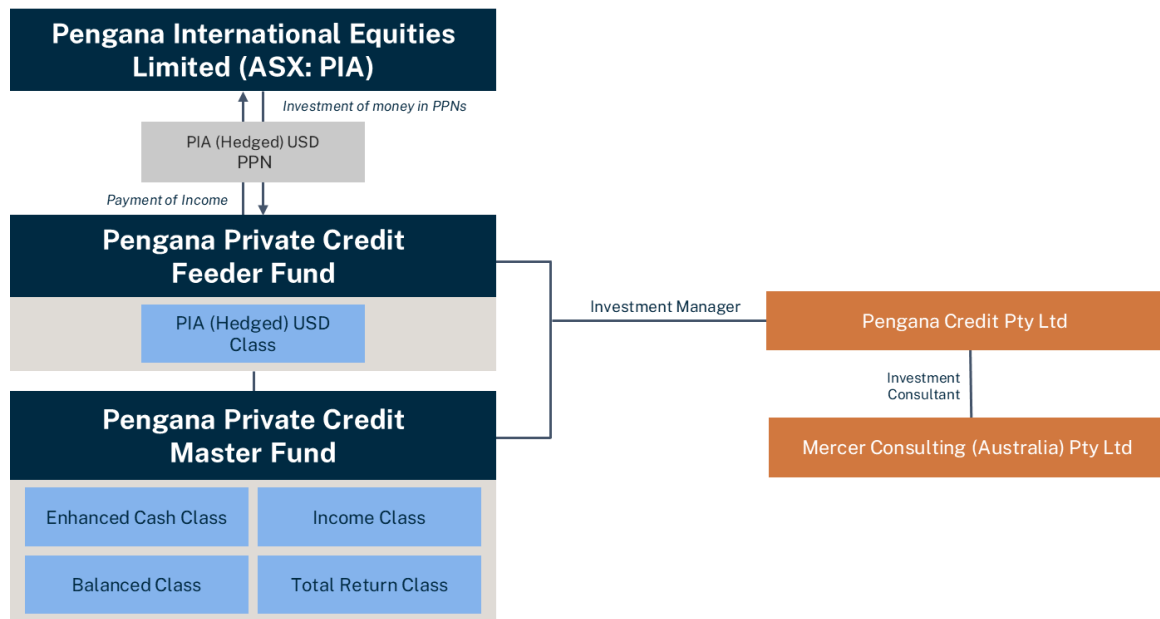 Pengana International Equities
Limited (ASX: PIA)
Investment of money in PPNs
PIA (Hedged) USD
PPN
Payment of Income
Pengana Private Credit
Feeder Fund
PIA (Hedged) USD
Class
Investment Manager
Pengana Credit Pty Ltd
Investment
Consultant
Pengana Private Credit
Master Fund
Mercer Consulting (Australia) Pty Ltd
Enhanced Cash Class
Income Class
Balanced Class
Total Return Class